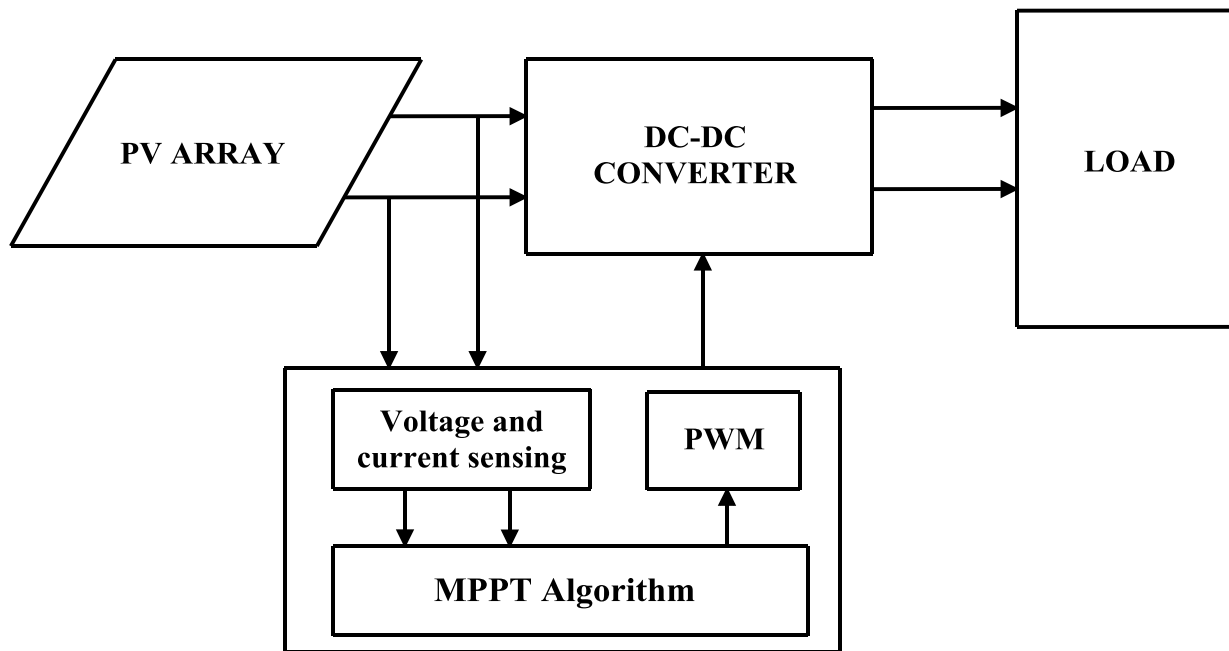 PV ARRAY
DC-DC
CONVERTER
LOAD
Voltage and
current sensing
PWM
MPPT Algorithm